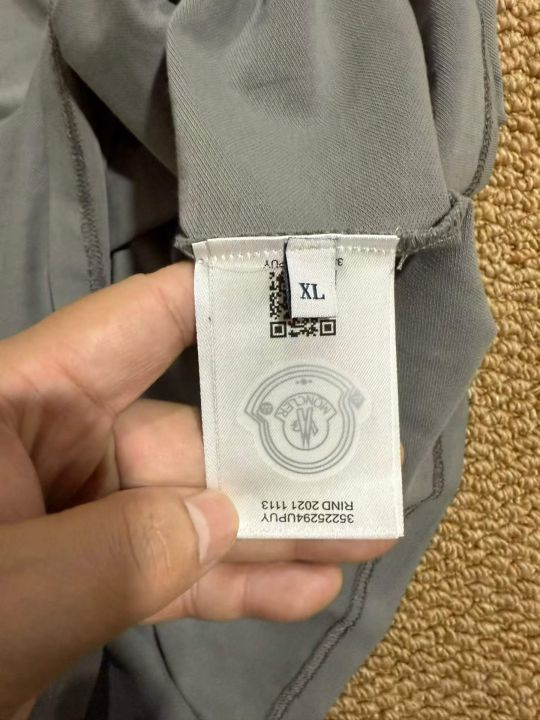 XL
MONCLER
35225294UPUY
RIND 2021 1113